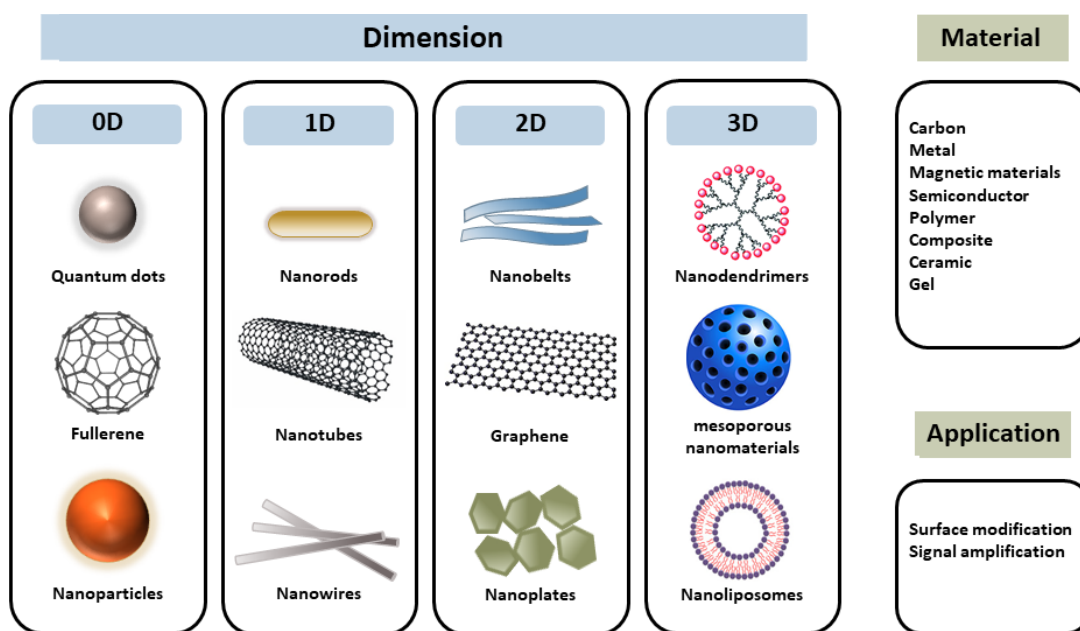 Dimension
0D
Quantum dots
Fullerene
Nanoparticles
1D
Nanorods
Nanotubes
Nanowires
2D
Nanobelts
Graphene
Nanoplates
3D
Nanodendrimers
mesoporous
nanomaterials
Nanoliposomes
Material
Carbon
Metal
Magnetic materials
Semiconductor
Polymer
Composite
Ceramic
Gel
Application
Surface modification
Signal amplification